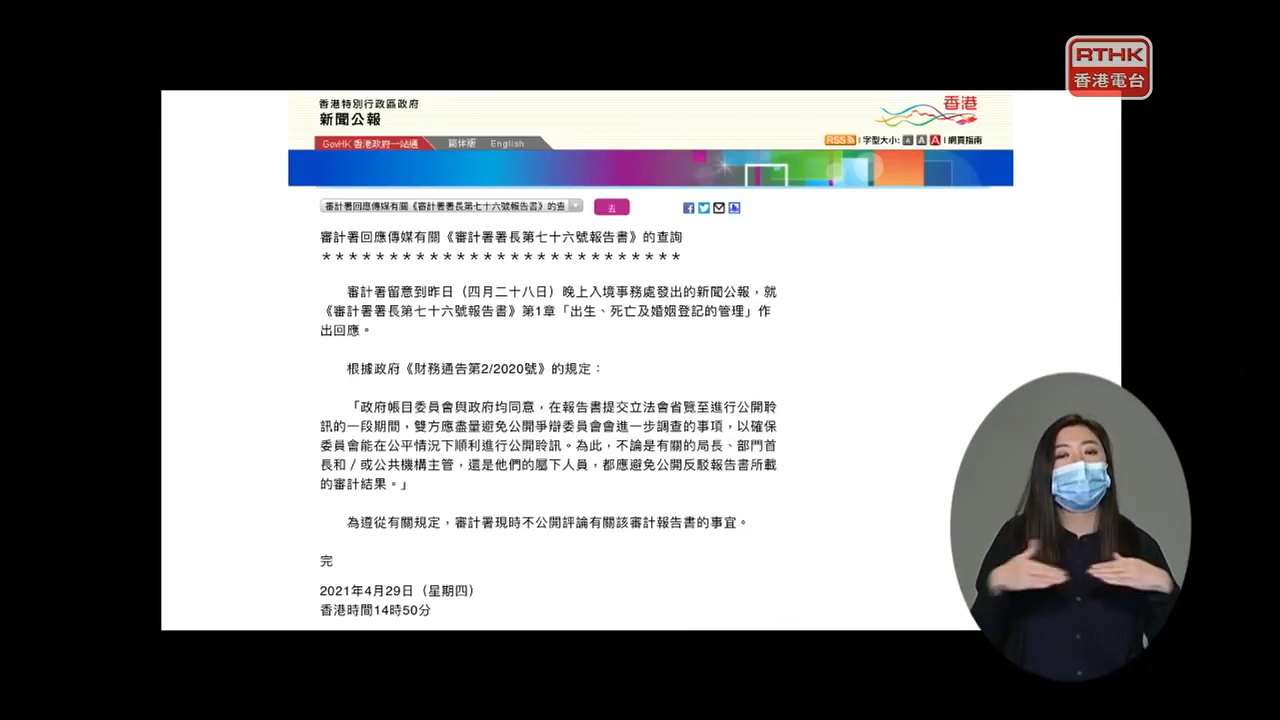 RTHK
香港電台
香港特別行政區政府
新聞公報
香港
GovHK 香港政府一站通 简体版 English
RSS | 字型大小: A A A | 網頁指南
審計署回應傳媒有關《審計署署長第七十六號報告書》的查
去
審計署回應傳媒有關《審計署署長第七十六號報告書》的查詢
＊＊＊＊＊＊＊＊＊＊＊＊＊＊＊＊＊＊＊＊＊＊＊＊＊＊＊
審計署留意到昨日（四月二十八日）晚上入境事務處發出的新聞公報，就
《審計署署長第七十六號報告書》第1章「出生、死亡及婚姻登記的管理」作
出回應。
根據政府《財務通告第2/2020號》的規定：
「政府帳目委員會與政府均同意，在報告書提交立法會省覽至進行公開聆
訊的一段期間，雙方應盡量避免公開爭辯委員會會進一步調查的事項，以確保
委員會能在公平情況下順利進行公開聆訊。為此，不論是有關的局長、部門首
長和／或公共機構主管，還是他們的屬下人員，都應避免公開反駁報告書所載
的審計結果。」
為遵從有關規定，審計署現時不公開評論有關該審計報告書的事宜。
完
2021年4月29日（星期四）
香港時間14時50分